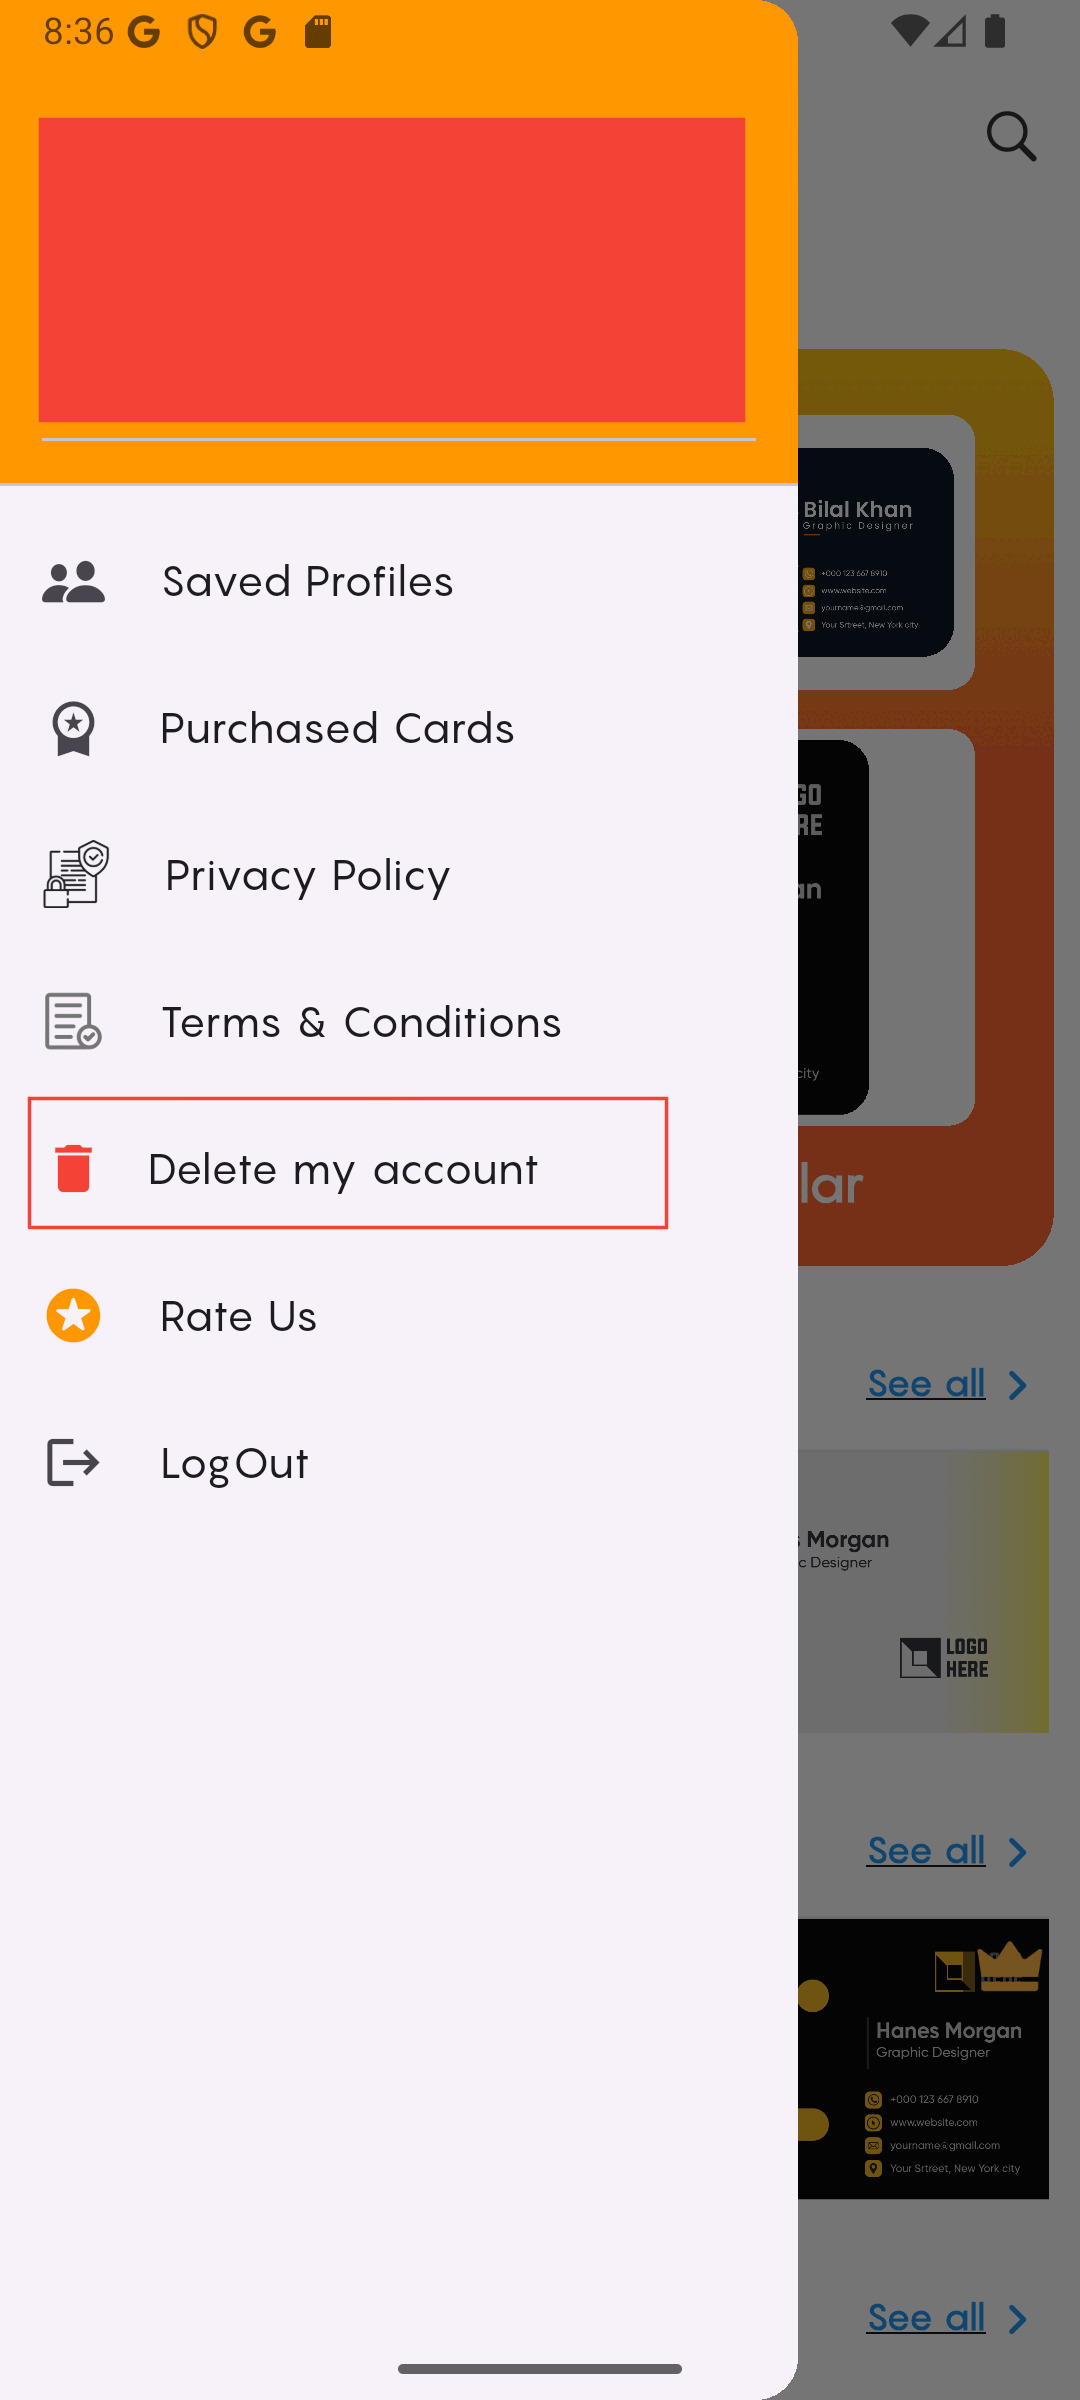 8:36
Saved Profiles
Purchased Cards
Privacy Policy
Terms & Conditions
Delete my account
Rate Us
LogOut
Bilal Khan
Graphic Designer
+000 123 667 8910
www.website.com
yourname@gmail.com
Your Srtreet, New York city
GO
RE
an
city
lar
See all
s Morgan
c Designer
LOGO
HERE
See all
Hanes Morgan
Graphic Designer
+000 123 667 8910
www.website.com
yourname@gmail.com
Your Srtreet, New York city
See all